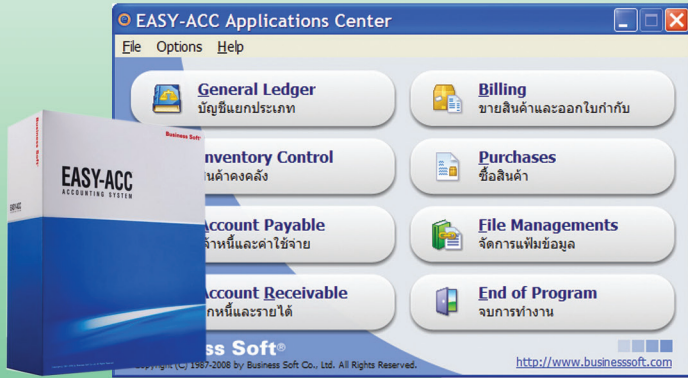 EASY-ACC Applications Center
File Options Help
General Ledger
บัญชีแยกประเภท
Billing
ขายสินค้าและออกใบกำกับ
nventory Control
นค้าคงคลัง
Purchases
ซื้อสินค้า
ccount Payable
จ้าหนี้และค่าใช้จ่าย
File Managements
จัดการแฟ้มข้อมูล
ccount Receivable
กหนี้และรายได้
End of Program
จบการทำงาน
ss Soft®
Copyright (C) 1987-2008 by Business Soft Co., Ltd. All Rights Reserved.
http://www.businesssoft.com
Business Soft
Business Soft
EASY-ACC
ACCOUNTING SYSTEM
EASY-ACC